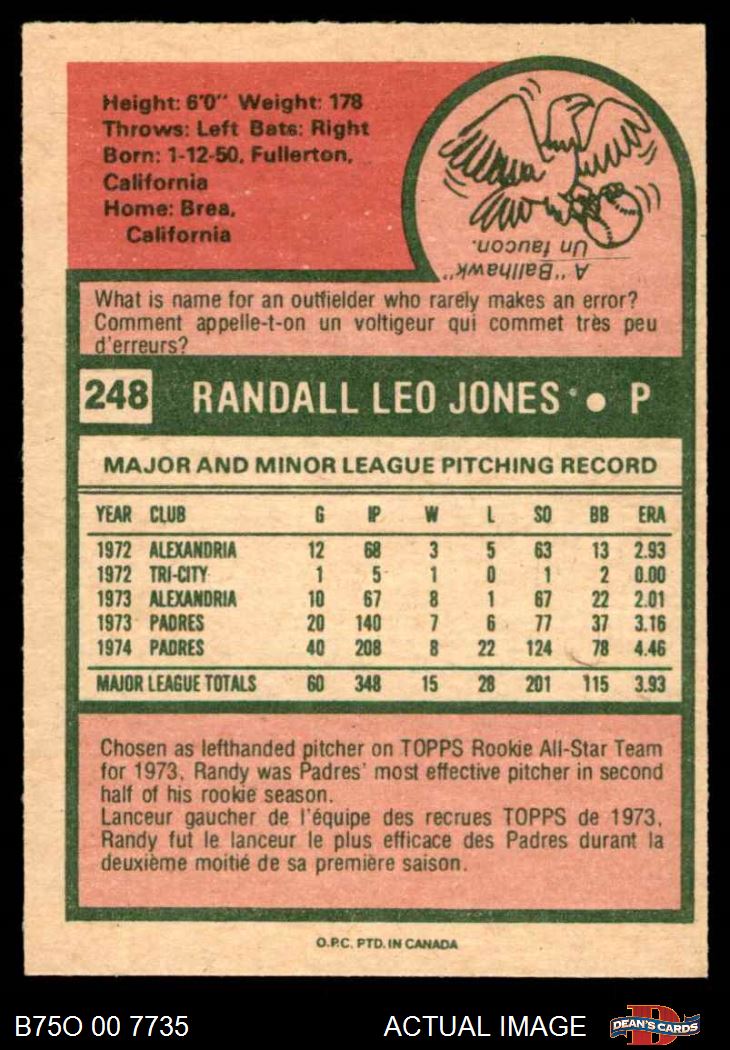 Height: 6'0" Weight: 178
Throws: Left Bats: Right
Born: 1-12-50, Fullerton,
California
Home: Brea,
California
A "Ballhawk".
Un faucon.
What is name for an outfielder who rarely makes an error?
Comment appelle-t-on un voltigeur qui commet très peu
d'erreurs?
248 RANDALL LEO JONES • P
MAJOR AND MINOR LEAGUE PITCHING RECORD
YEAR CLUB G IP W L SO BB ERA
1972 ALEXANDRIA 12 68 3 5 63 13 2.93
1972 TRI-CITY 1 5 1 0 1 2 0.00
1973 ALEXANDRIA 10 67 8 1 67 22 2.01
1973 PADRES 20 140 7 6 77 37 3.16
1974 PADRES 40 208 8 22 124 78 4.46
MAJOR LEAGUE TOTALS 60 348 15 28 201 115 3.93
Chosen as lefthanded pitcher on TOPPS Rookie All-Star Team
for 1973, Randy was Padres' most effective pitcher in second
half of his rookie season.
Lanceur gaucher de l'équipe des recrues TOPPS de 1973,
Randy fut le lanceur le plus efficace des Padres durant la
deuxième moitié de sa première saison.
O.P.C. PTD. IN CANADA
B75O 00 7735 ACTUAL IMAGE DEAN'S CARDS